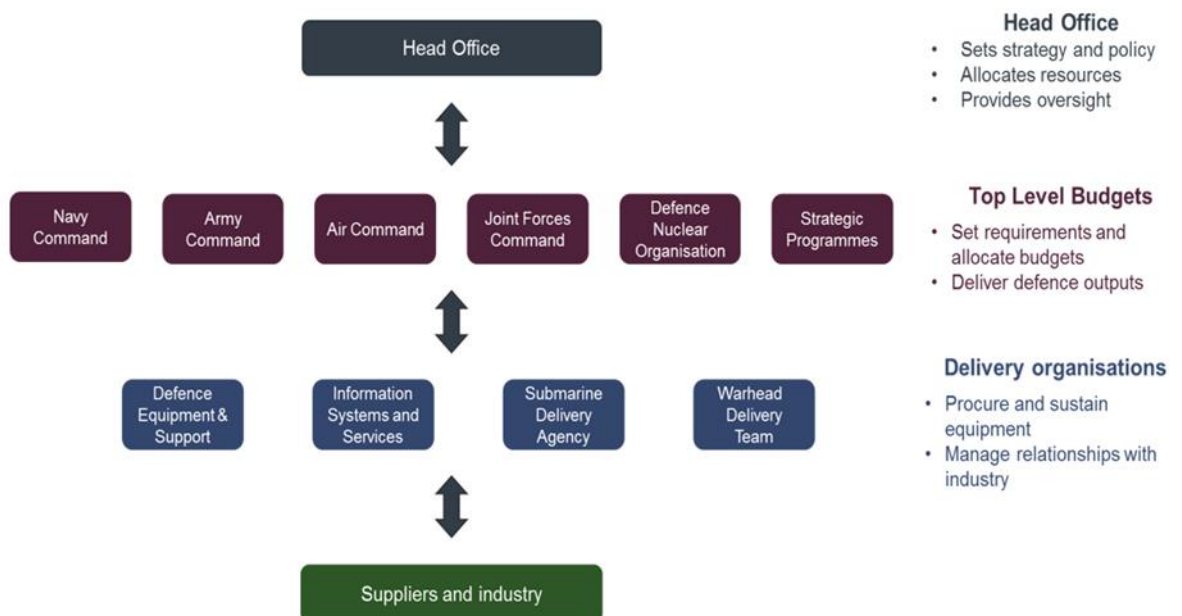 Head Office
Head Office
• Sets strategy and policy
• Allocates resources
• Provides oversight
Navy
Command
Army
Command
Air Command
Joint Forces
Command
Defence
Nuclear
Organisation
Strategic
Programmes
Top Level Budgets
• Set requirements and
allocate budgets
• Deliver defence outputs
Defence
Equipment &
Support
Information
Systems and
Services
Submarine
Delivery
Agency
Warhead
Delivery
Team
Delivery organisations
• Procure and sustain
equipment
• Manage relationships with
industry
Suppliers and industry